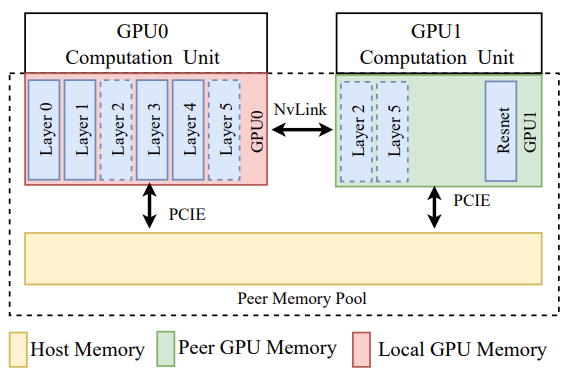 GPU0
Computation Unit
GPU1
Computation Unit
Layer 0
Layer 1
Layer 2
Layer 3
Layer 4
Layer 5
GPU0
NvLink
Layer 2
Layer 5
Resnet
GPU1
PCIE
PCIE
Peer Memory Pool
Host Memory
Peer GPU Memory
Local GPU Memory